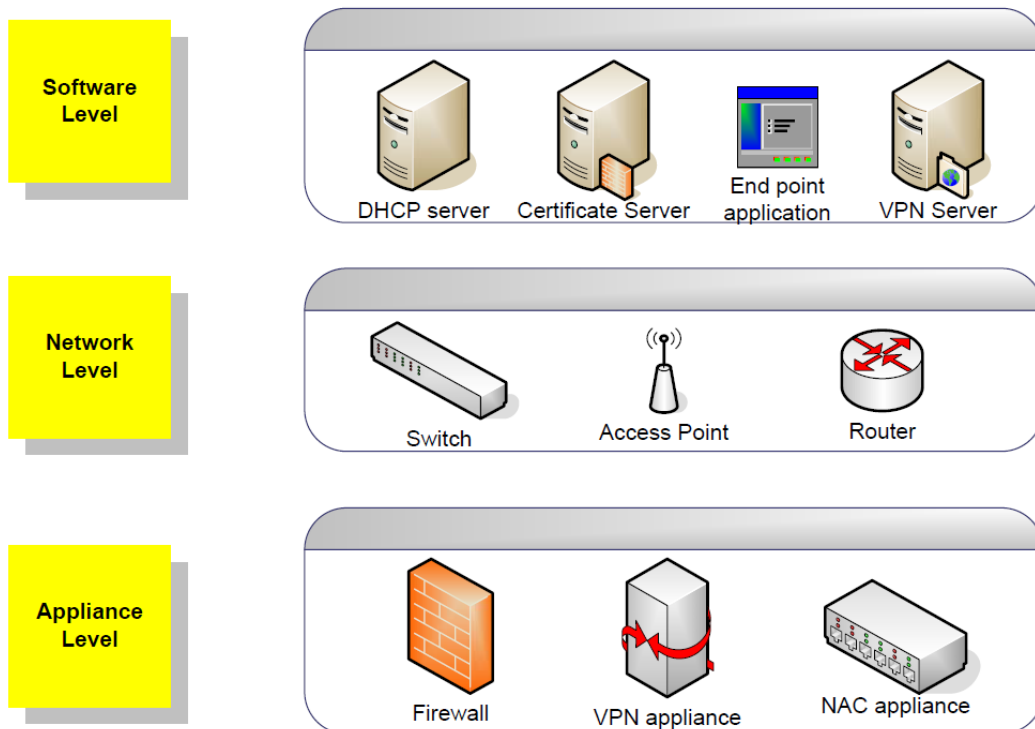 Software
Level
DHCP server
Certificate Server
End point
application
VPN Server
Network
Level
Switch
Access Point
Router
Appliance
Level
Firewall
VPN appliance
NAC appliance